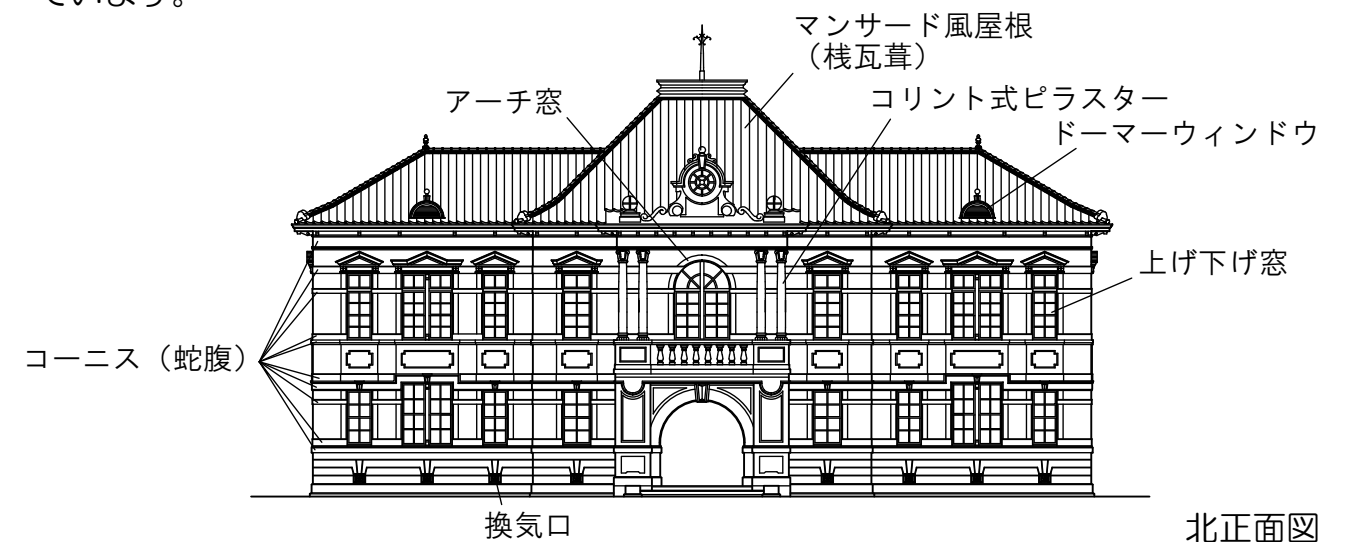 ています。
マンサード風屋根
（桟瓦葺）
アーチ窓
コリント式ピラスター
ドーマーウィンドウ
上げ下げ窓
コーニス（蛇腹）
換気口
北正面図